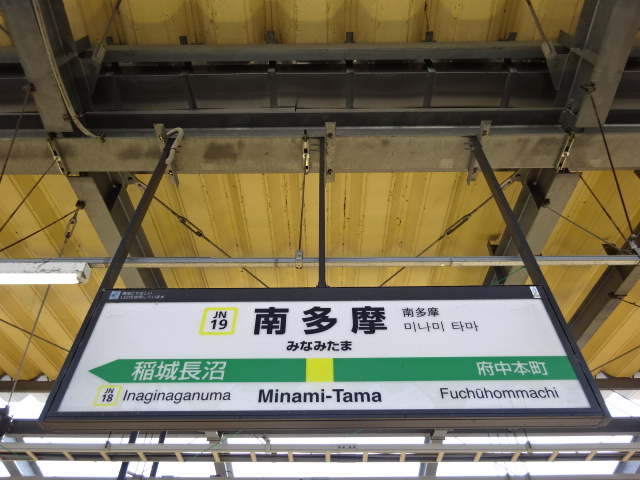 JN
19
南多摩
みなみたま
南多摩
미나미 타마
稲城長沼
府中本町
JN
18
Inaginaganuma
Minami-Tama
Fuchūhommachi